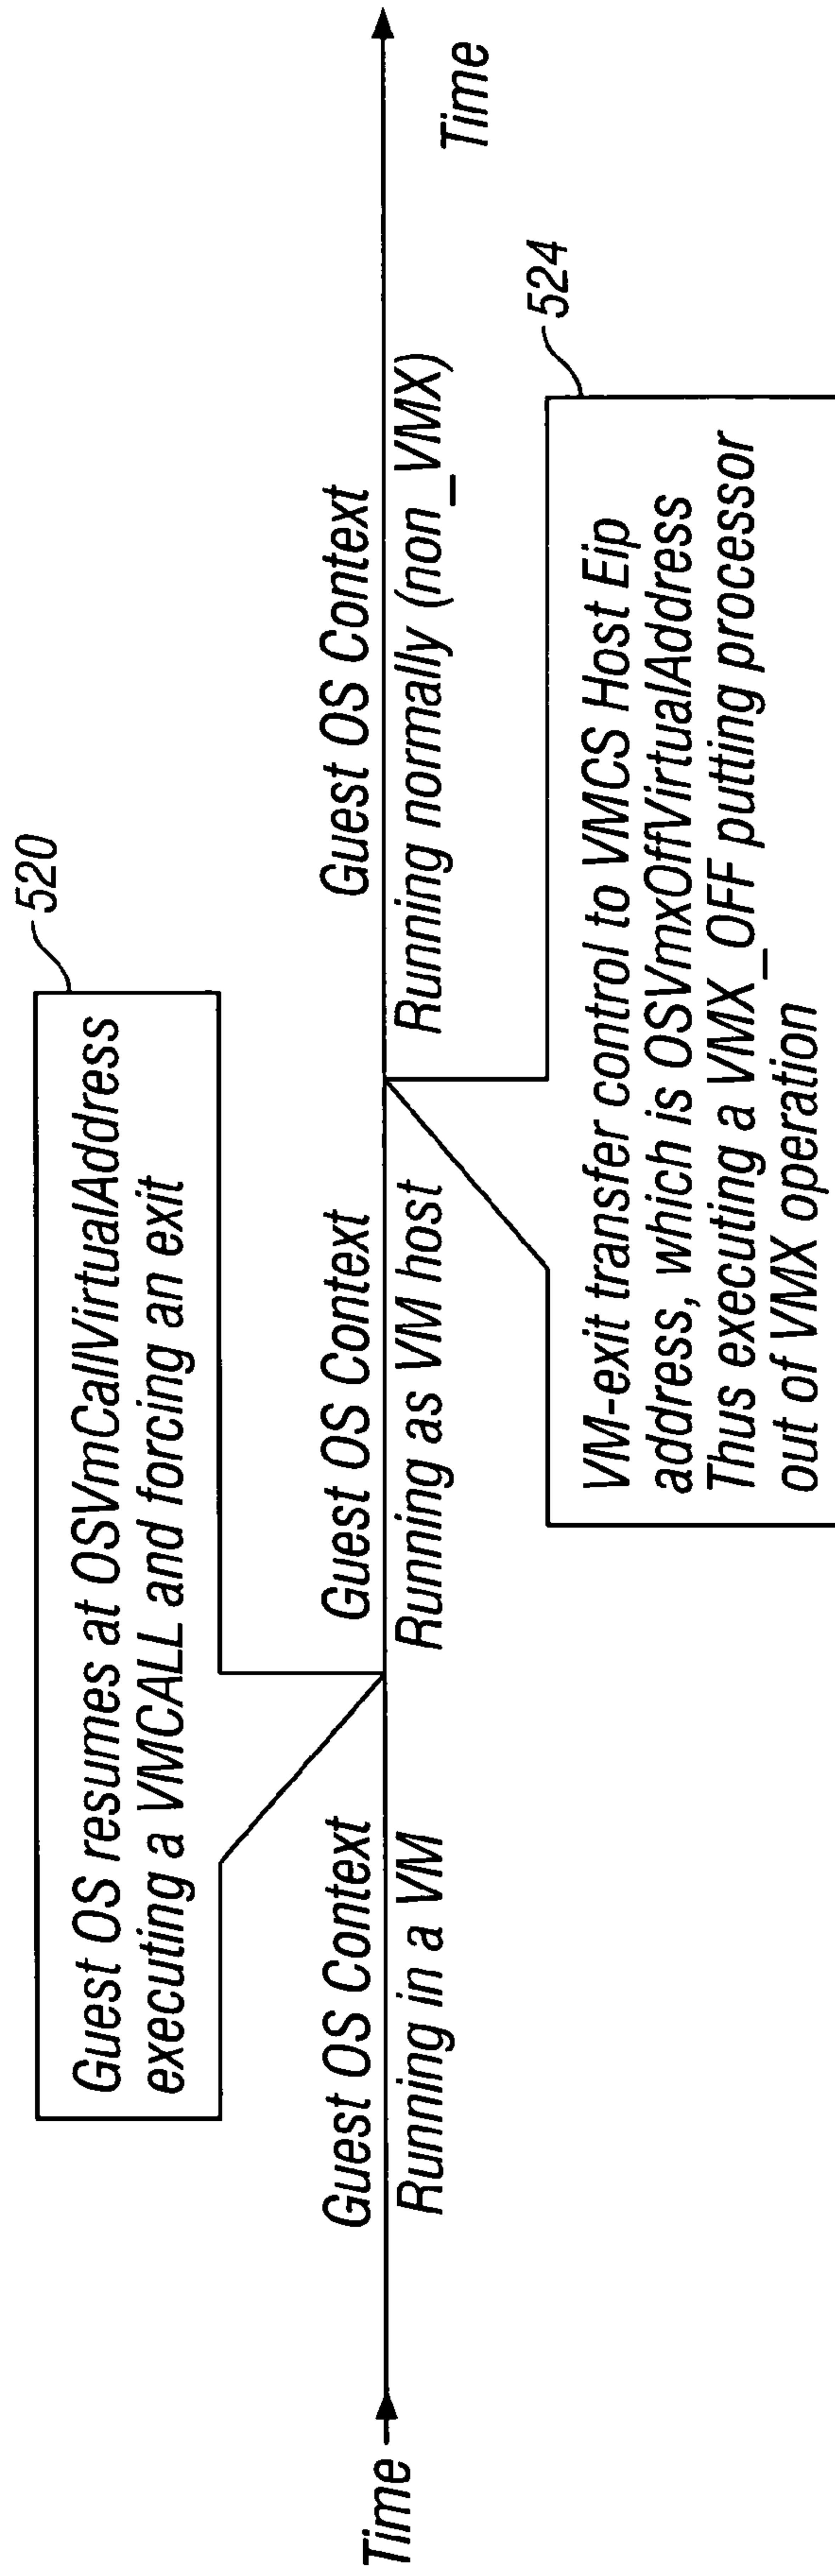 520
Guest OS resumes at OSVmCallVirtualAddress
executing a VMCALL and forcing an exit
Time
Guest OS Context
Running in a VM
Guest OS Context
Running as VM host
Guest OS Context
Running normally (non_VMX)
Time
524
VM-exit transfer control to VMCS Host Eip
address, which is OSVmxOffVirtualAddress
Thus executing a VMX_OFF putting processor
out of VMX operation